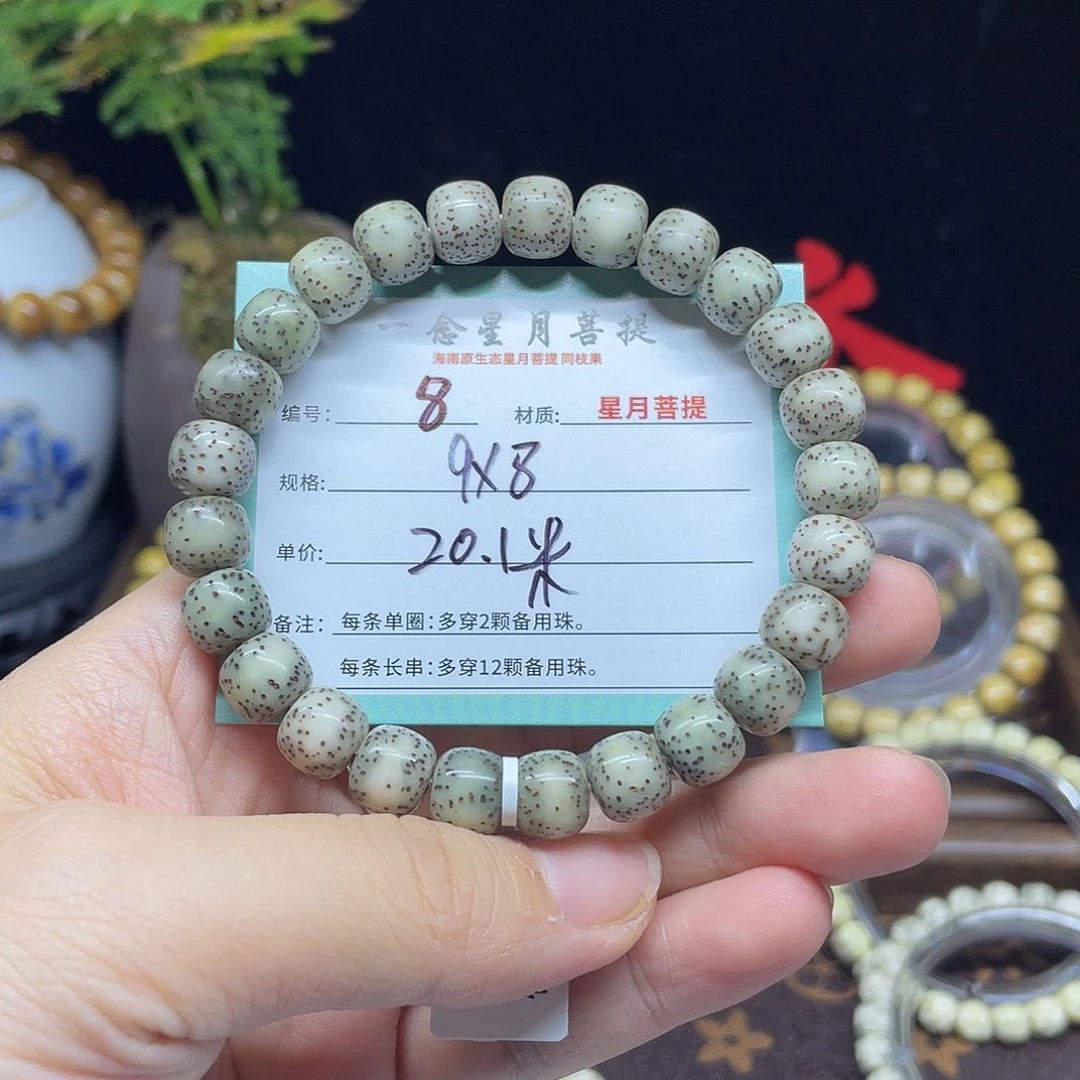 一念星月菩提
海南原生态星月菩提 同枝果
编号: 8 材质: 星月菩提
规格: 9X8
单价: 20.1米
备注: 每条单圈:多穿2颗备用珠。
每条长串:多穿12颗备用珠。